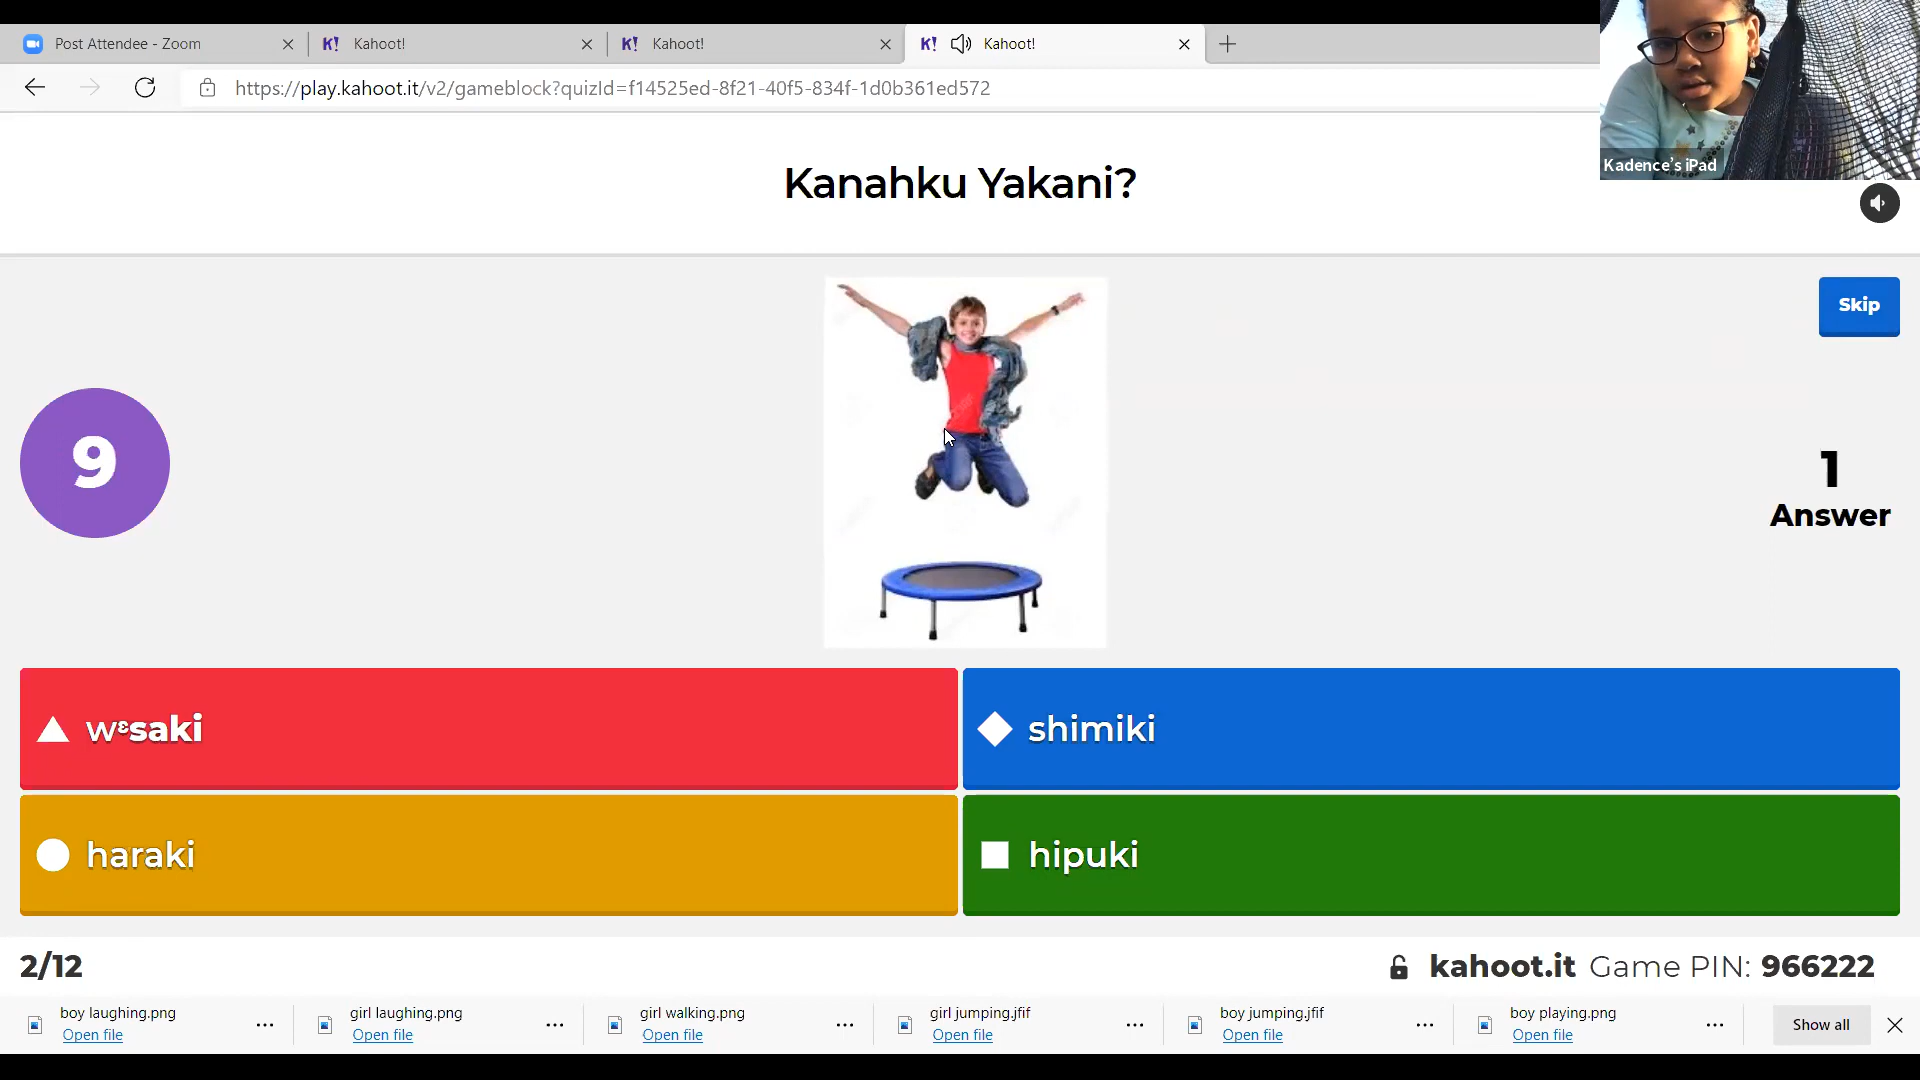 Post Attendee - Zoom
K! Kahoot!
K! Kahoot!
K! Kahoot!
https://play.kahoot.it/v2/gameblock?quizId=f14525ed-8f21-40f5-834f-1d0b361ed572
Kadence's iPad
Kanahku Yakani?
Skip
9
1
Answer
wᵋsaki
shimiki
haraki
hipuki
2/12
kahoot.it Game PIN: 966222
boy laughing.png
Open file
girl laughing.png
Open file
girl walking.png
Open file
girl jumping.jfif
Open file
boy jumping.jfif
Open file
boy playing.png
Open file
Show all